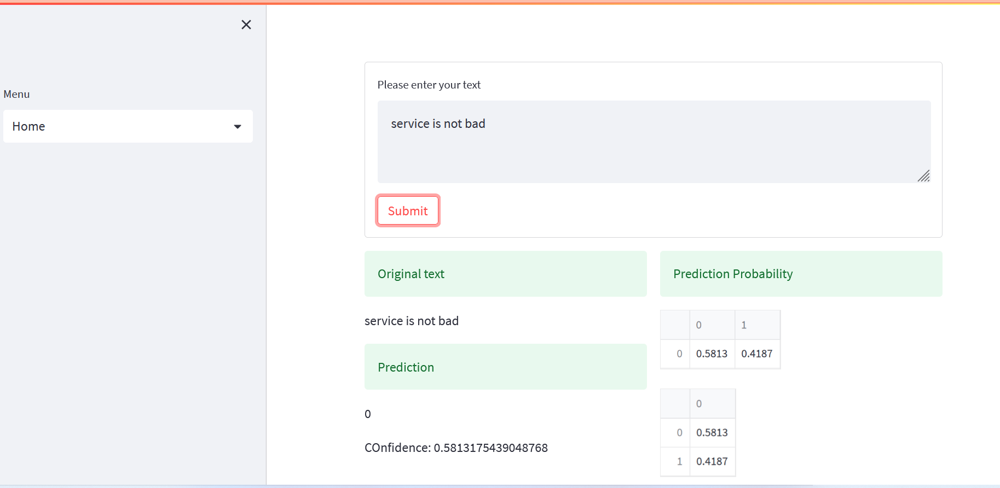 Menu
Home
Please enter your text
service is not bad
Submit
Original text
service is not bad
Prediction
0
COnfidence: 0.5813175439048768
Prediction Probability
0 1
0 0.5813 0.4187
0
0 0.5813
1 0.4187